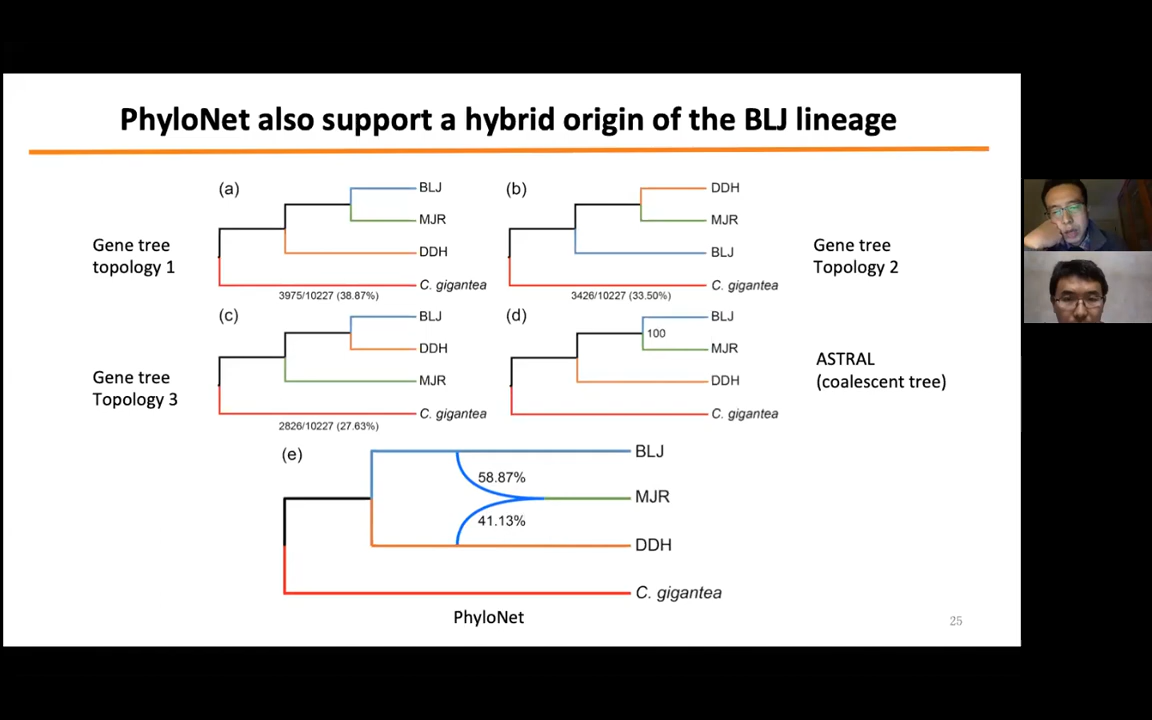 PhyloNet also support a hybrid origin of the BLJ lineage
(a)
BLJ
MJR
DDH
C. gigantea
3975/10227 (38.87%)
Gene tree
topology 1
(b)
DDH
MJR
BLJ
C. gigantea
3426/10227 (33.50%)
Gene tree
Topology 2
(c)
BLJ
DDH
MJR
C. gigantea
2826/10227 (27.63%)
Gene tree
Topology 3
(d)
BLJ
100
MJR
DDH
C. gigantea
ASTRAL
(coalescent tree)
(e)
BLJ
58.87%
MJR
41.13%
DDH
C. gigantea
PhyloNet
25